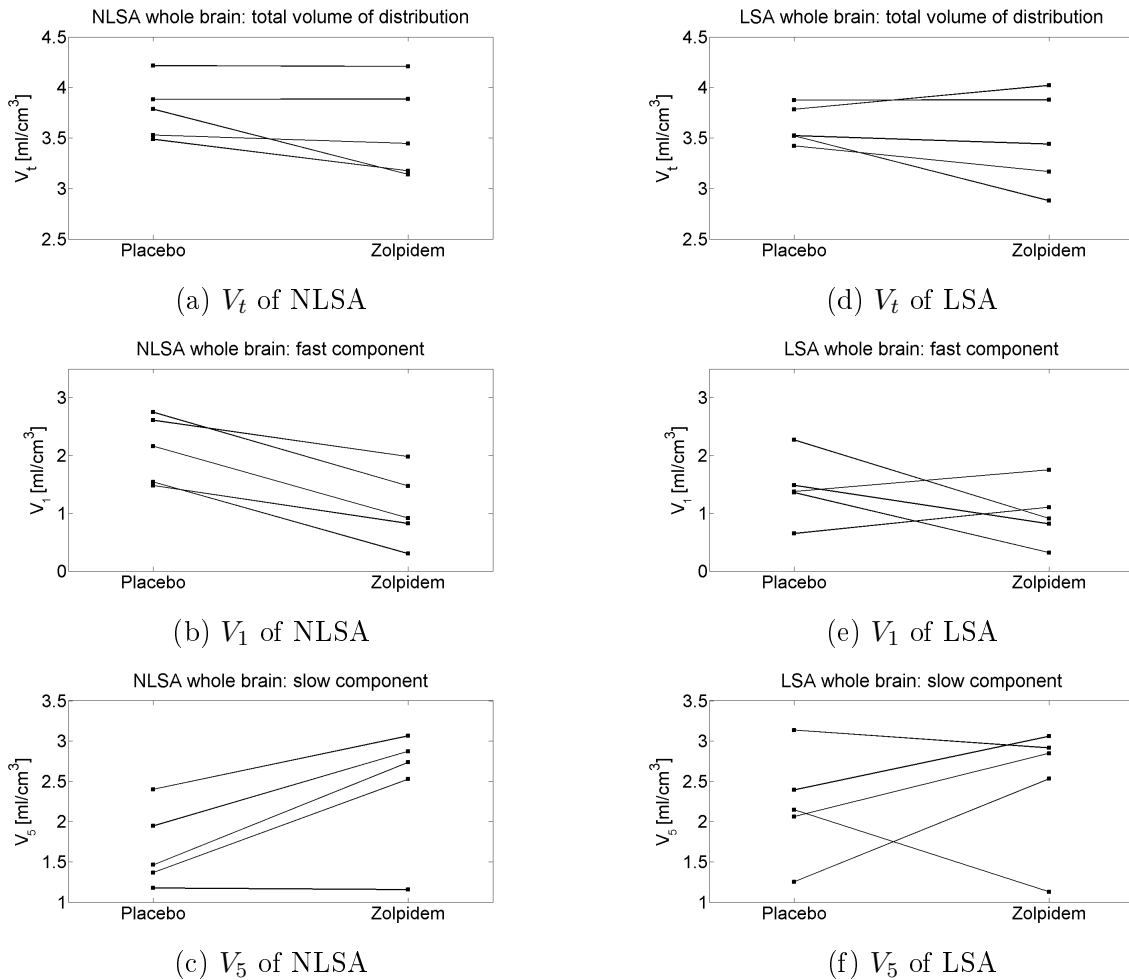 NLSA whole brain: total volume of distribution
4.5
4
3.5
3
2.5
V_t [ml/cm^3]
Placebo
Zolpidem
(a) V_t of NLSA
LSA whole brain: total volume of distribution
4.5
4
3.5
3
2.5
V_t [ml/cm^3]
Placebo
Zolpidem
(d) V_t of LSA
NLSA whole brain: fast component
3
2
1
0
V_1 [ml/cm^3]
Placebo
Zolpidem
(b) V_1 of NLSA
LSA whole brain: fast component
3
2
1
0
V_1 [ml/cm^3]
Placebo
Zolpidem
(e) V_1 of LSA
NLSA whole brain: slow component
3.5
3
2.5
2
1.5
1
V_5 [ml/cm^3]
Placebo
Zolpidem
(c) V_5 of NLSA
LSA whole brain: slow component
3.5
3
2.5
2
1.5
1
V_5 [ml/cm^3]
Placebo
Zolpidem
(f) V_5 of LSA